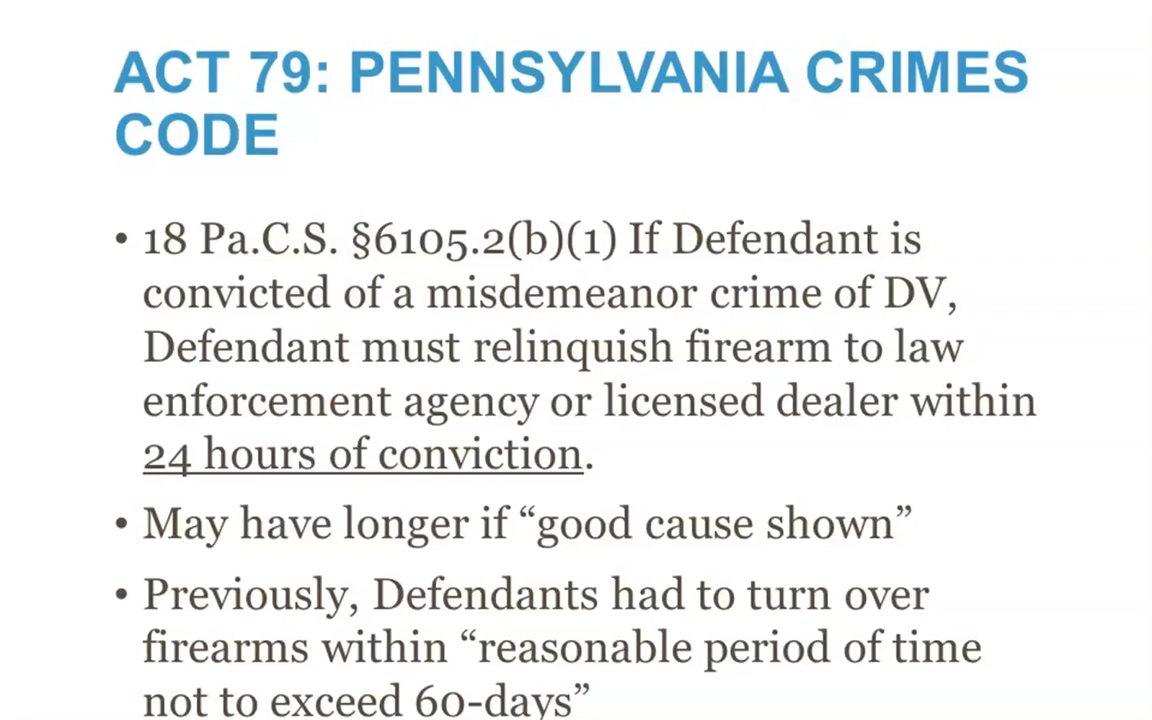 ACT 79: PENNSYLVANIA CRIMES
CODE
• 18 Pa.C.S. §6105.2(b)(1) If Defendant is
convicted of a misdemeanor crime of DV,
Defendant must relinquish firearm to law
enforcement agency or licensed dealer within
24 hours of conviction.
• May have longer if “good cause shown”
• Previously, Defendants had to turn over
firearms within “reasonable period of time
not to exceed 60-days”